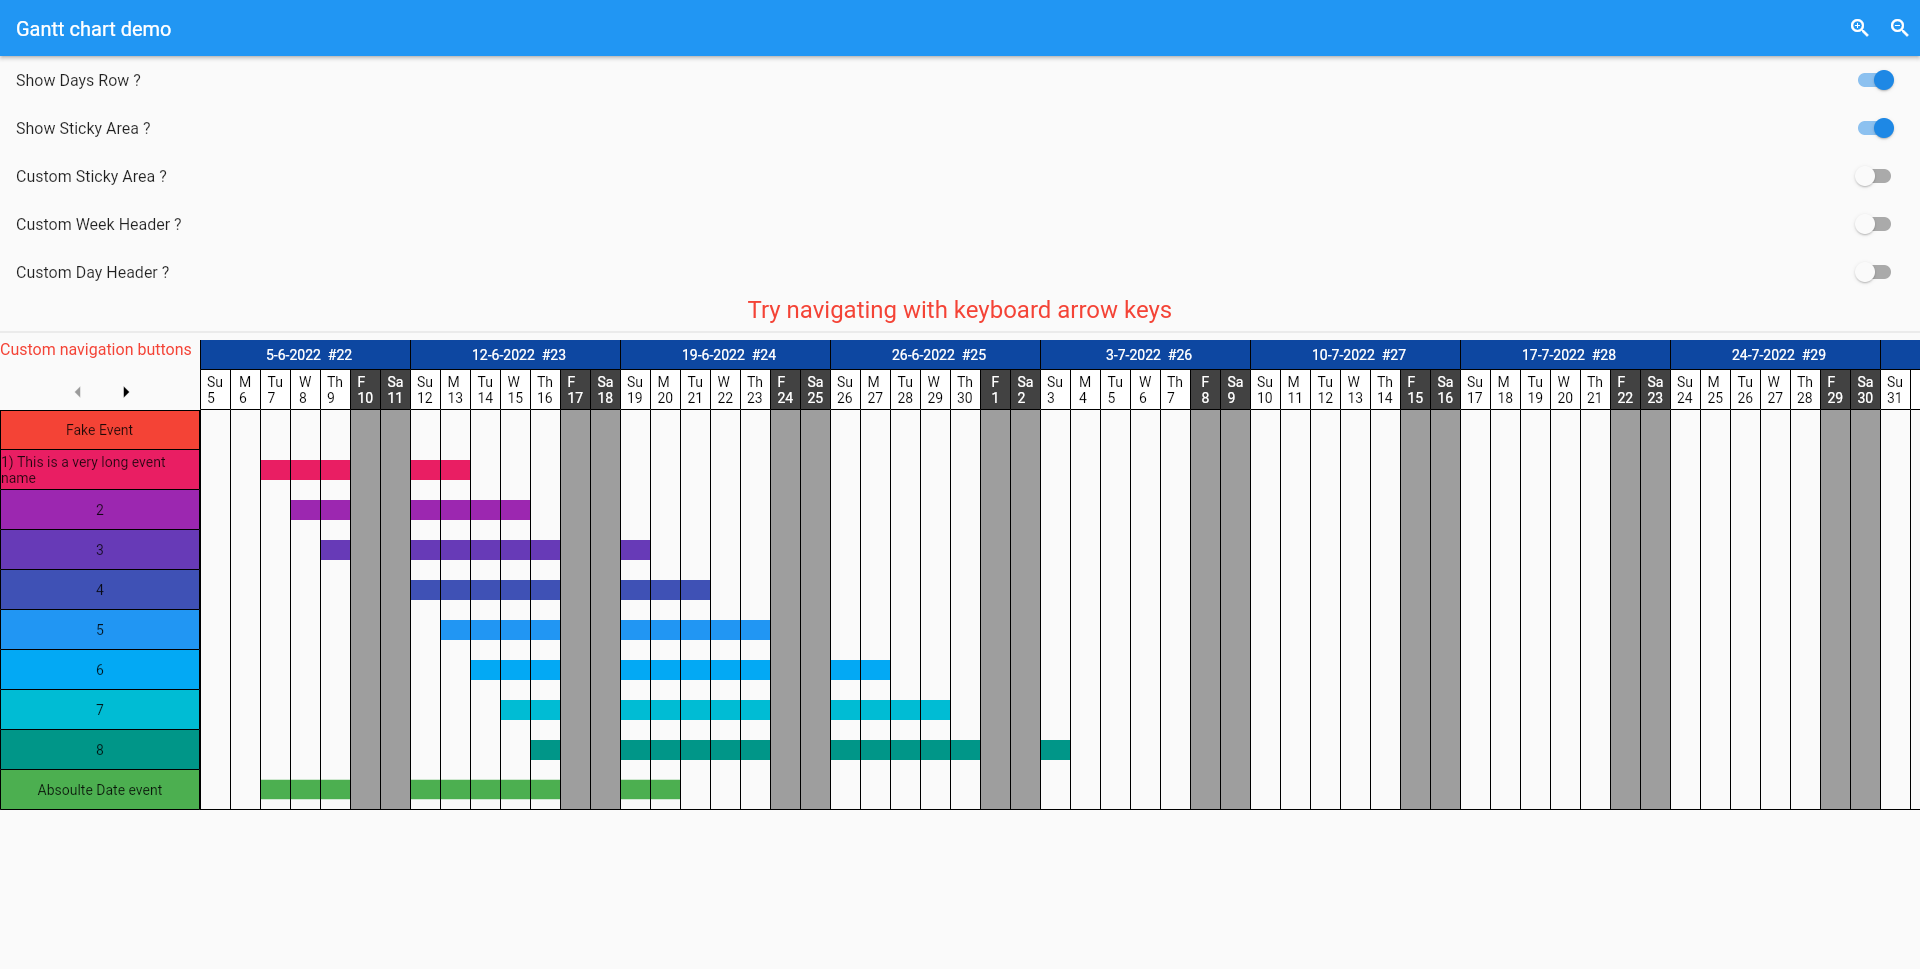 Gantt chart demo
Show Days Row ?
Show Sticky Area ?
Custom Sticky Area ?
Custom Week Header ?
Custom Day Header ?
Try navigating with keyboard arrow keys
Custom navigation buttons
5-6-2022 #22 12-6-2022 #23 19-6-2022 #24 26-6-2022 #25 3-7-2022 #26 10-7-2022 #27 17-7-2022 #28 24-7-2022 #29
Su M Tu W Th F Sa Su M Tu W Th F Sa Su M Tu W Th F Sa Su M Tu W Th F Sa Su M Tu W Th F Sa Su M Tu W Th F Sa Su M Tu W Th F Sa Su M Tu W Th F Sa Su
5 6 7 8 9 10 11 12 13 14 15 16 17 18 19 20 21 22 23 24 25 26 27 28 29 30 1 2 3 4 5 6 7 8 9 10 11 12 13 14 15 16 17 18 19 20 21 22 23 24 25 26 27 28 29 30 31
Fake Event
1) This is a very long event
name
2
3
4
5
6
7
8
Absoulte Date event